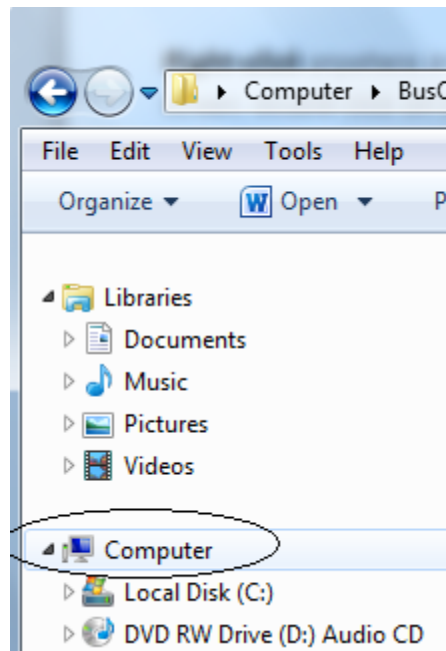 Computer BusC
File Edit View Tools Help
Organize W Open P
Libraries
Documents
Music
Pictures
Videos
Computer
Local Disk (C:)
DVD RW Drive (D:) Audio CD